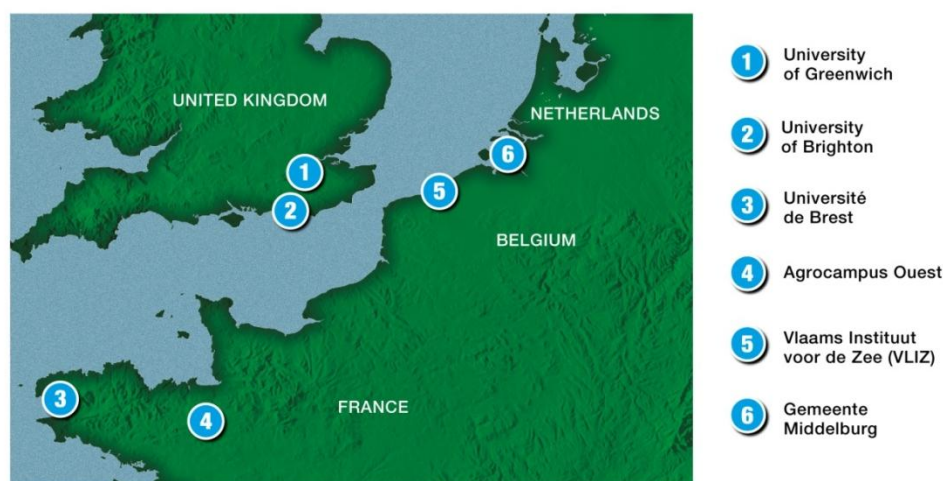 UNITED KINGDOM
NETHERLANDS
BELGIUM
FRANCE
1
2
3
4
5
6
1 University
of Greenwich
2 University
of Brighton
3 Université
de Brest
4 Agrocampus Ouest
5 Vlaams Instituut
voor de Zee (VLIZ)
6 Gemeente
Middelburg